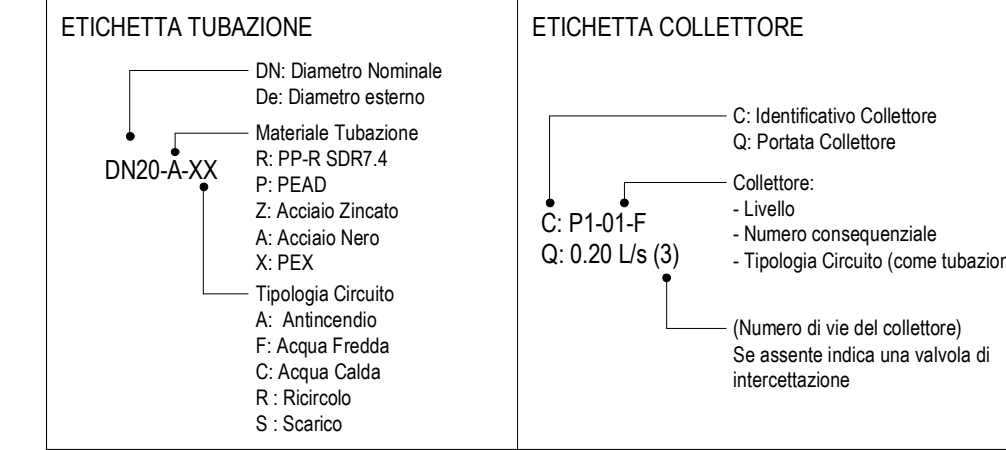 ETICHETTA TUBAZIONE
DN: Diametro Nominale
De: Diametro esterno
Materiale Tubazione
R: PP-R SDR7.4
P: PEAD
Z: Acciaio Zincato
A: Acciaio Nero
X: PEX
DN20-A-XX
Tipologia Circuito
A: Antincendio
F: Acqua Fredda
C: Acqua Calda
R : Ricircolo
S : Scarico
ETICHETTA COLLETTORE
C: Identificativo Collettore
Q: Portata Collettore
Collettore:
- Livello
- Numero consequenziale
- Tipologia Circuito (come tubazion
C: P1-01-F
Q: 0.20 L/s (3)
(Numero di vie del collettore)
Se assente indica una valvola di
intercettazione